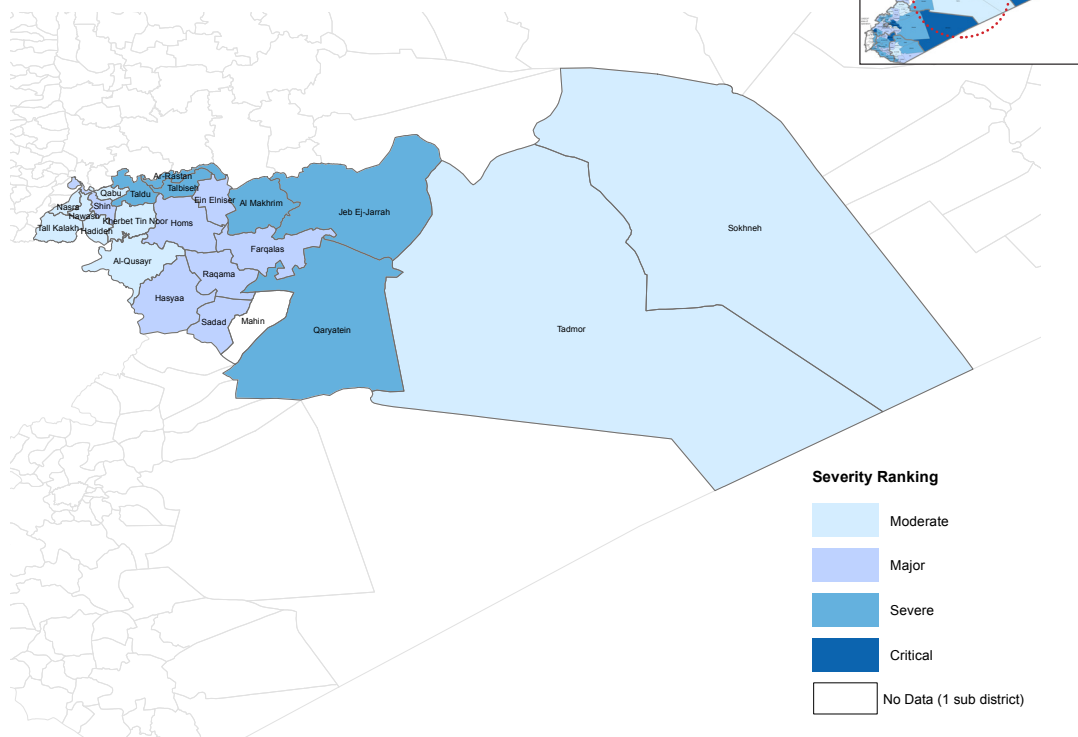 Ar-Rastan
Talbiseh
Qabu
Taldu
Ein Elniser
Al Makhrim
Jeb Ej-Jarrah
Nasra
Shin
Hawash
Kherbet Tin Noor
Homs
Tall Kalakh
Hadideh
Sokhneh
Farqalas
Al-Qusayr
Raqama
Hasyaa
Sadad
Mahin
Qaryatein
Tadmor
Severity Ranking
Moderate
Major
Severe
Critical
No Data (1 sub district)